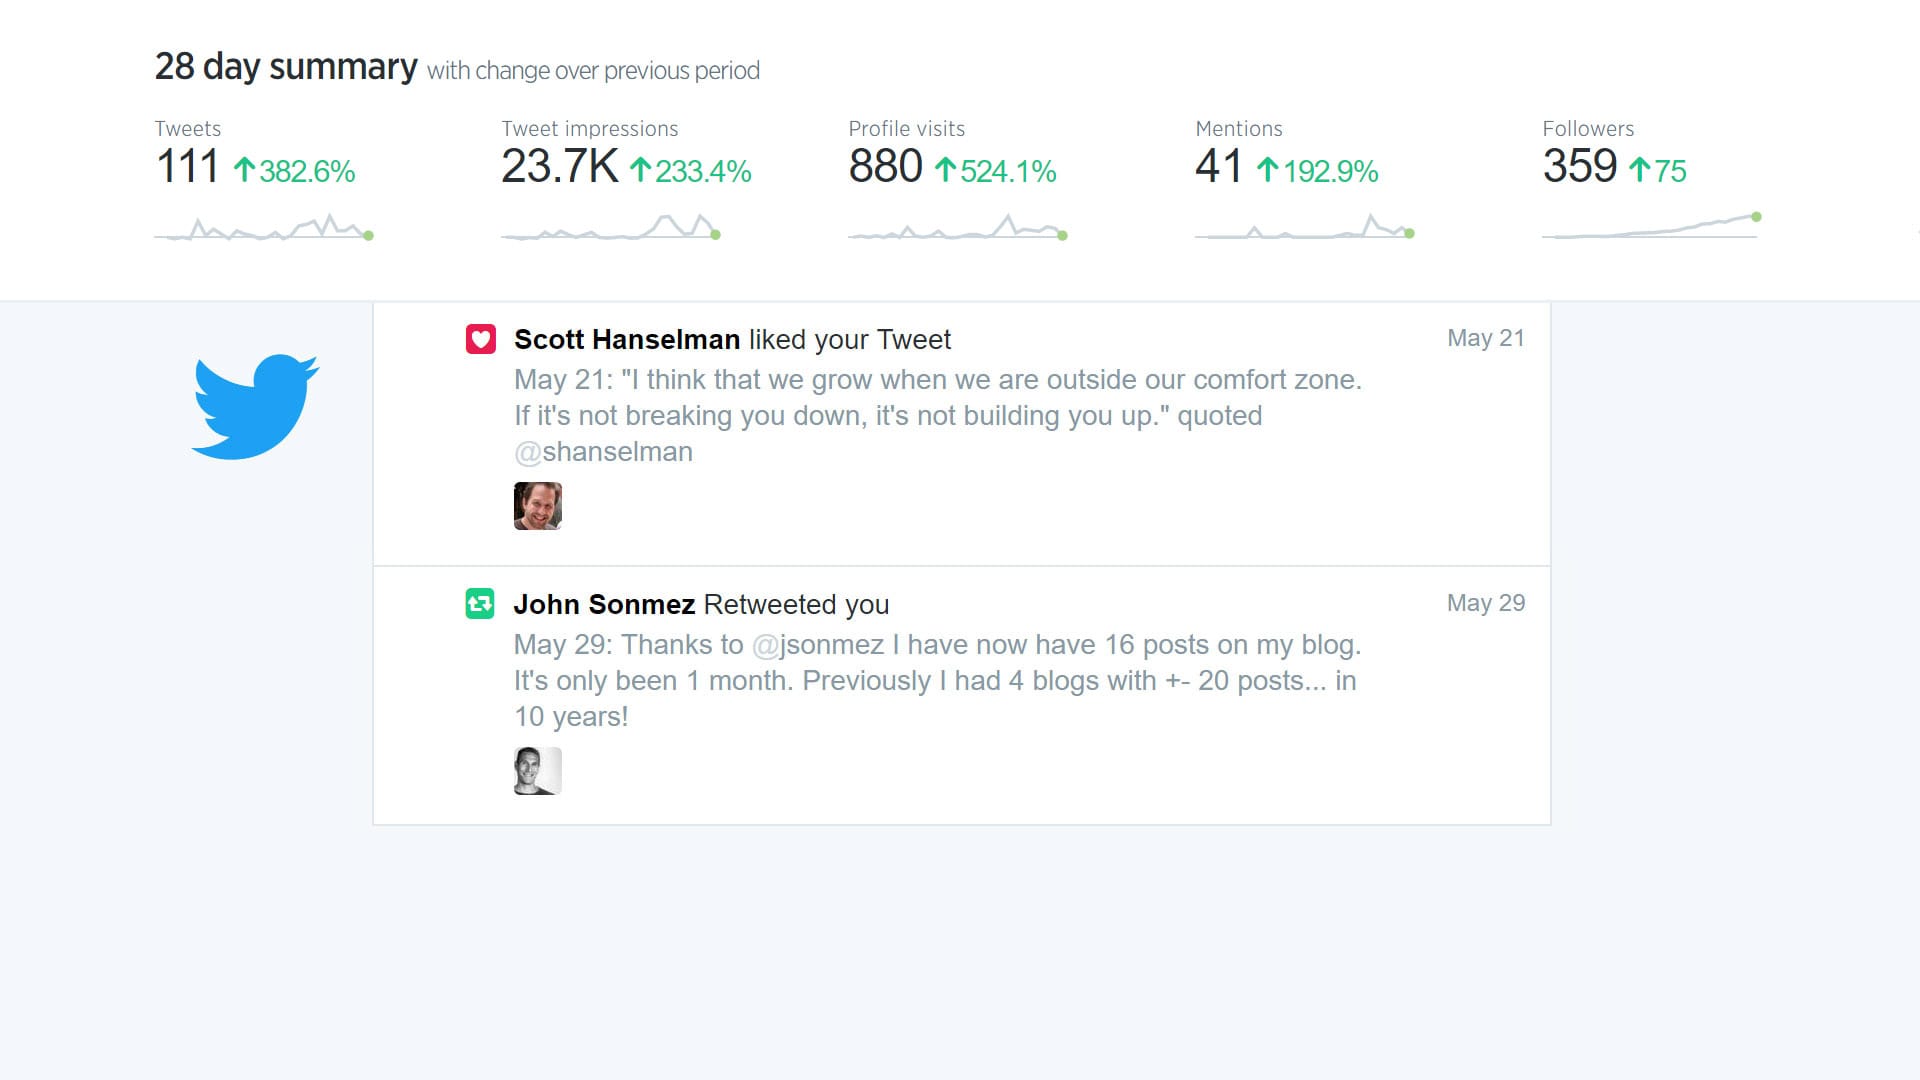 28 day summary with change over previous period
Tweets Tweet impressions Profile visits Mentions Followers
111 ↑382.6% 23.7K ↑233.4% 880 ↑524.1% 41 ↑192.9% 359 ↑75
Scott Hanselman liked your Tweet May 21
May 21: "I think that we grow when we are outside our comfort zone.
If it's not breaking you down, it's not building you up." quoted
@shanselman
John Sonmez Retweeted you May 29
May 29: Thanks to @jsonmez I have now have 16 posts on my blog.
It's only been 1 month. Previously I had 4 blogs with +- 20 posts... in
10 years!